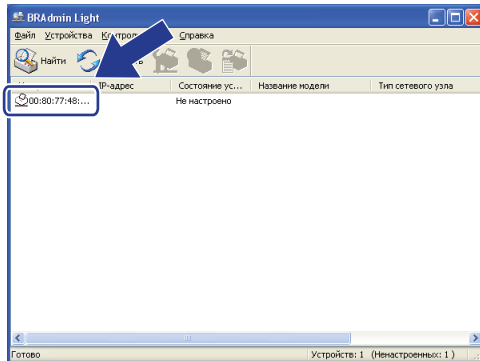 BRAdmin Light
Файл Устройства Справка
Найти
IP-адрес Состояние ус... Название модели Тип сетевого узла
00:80:77:48:... Не настроено
Готово Устройств: 1 (Ненастроенных: 1 )